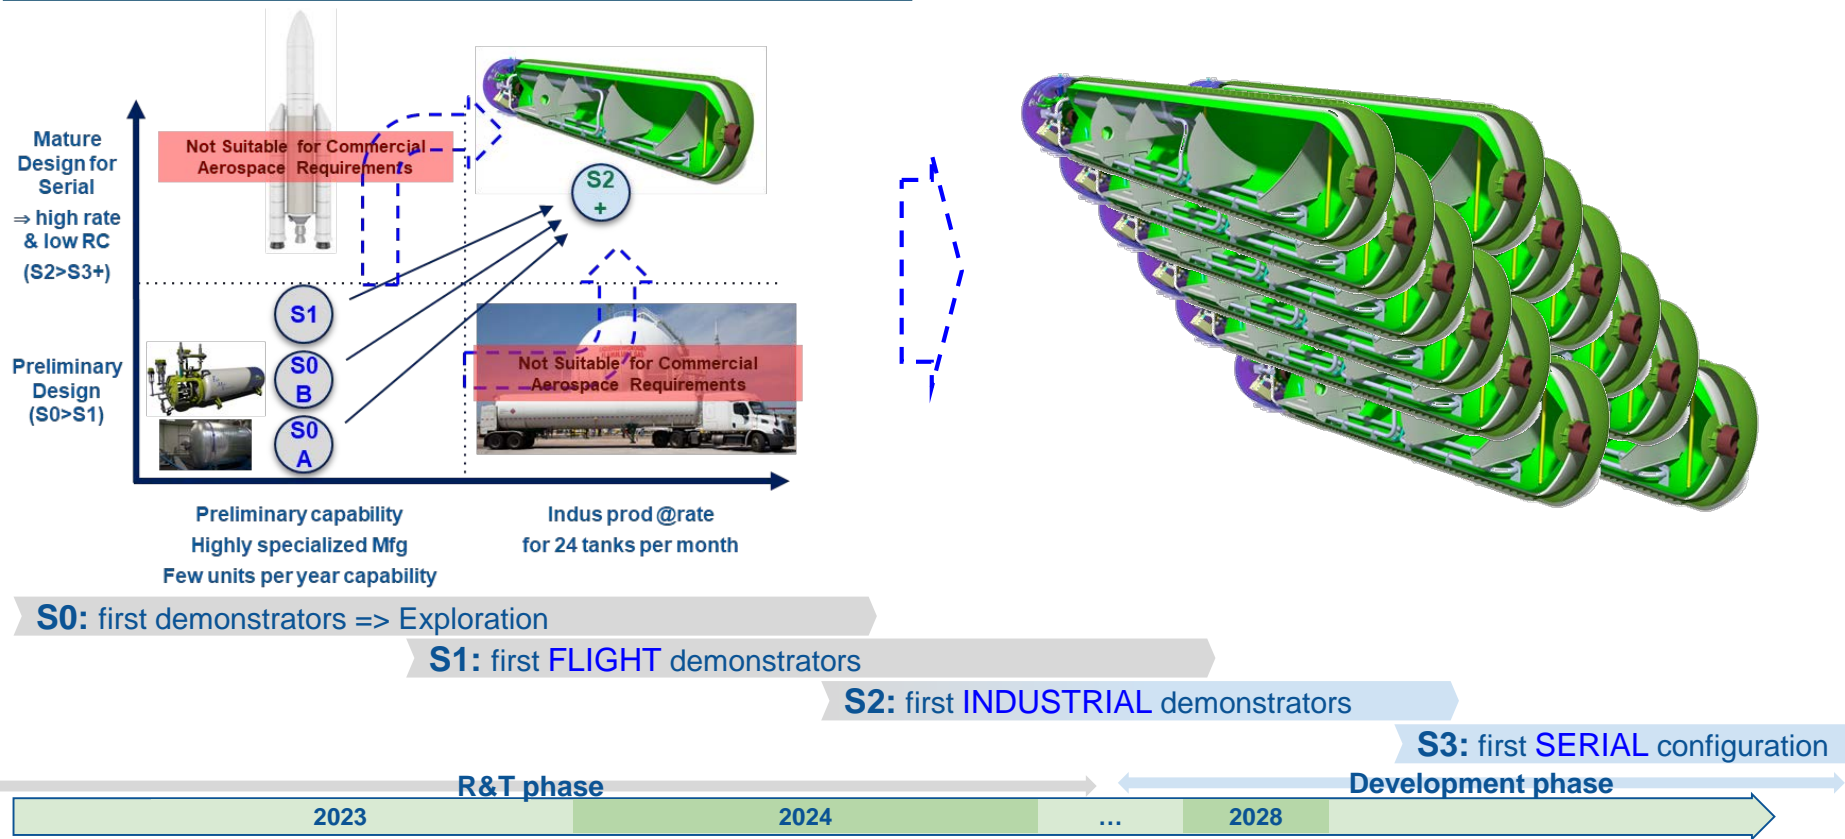 Mature
Design for
Serial
⇒ high rate
& low RC
(S2>S3+)
Not Suitable for Commercial
Aerospace Requirements
S2
+
S1
S0
B
S0
A
Preliminary
Design
(S0>S1)
Not Suitable for Commercial
Aerospace Requirements
Preliminary capability
Highly specialized Mfg
Few units per year capability
Indus prod @rate
for 24 tanks per month
S0: first demonstrators => Exploration
S1: first FLIGHT demonstrators
S2: first INDUSTRIAL demonstrators
S3: first SERIAL configuration
R&T phase
Development phase
2023
2024
...
2028